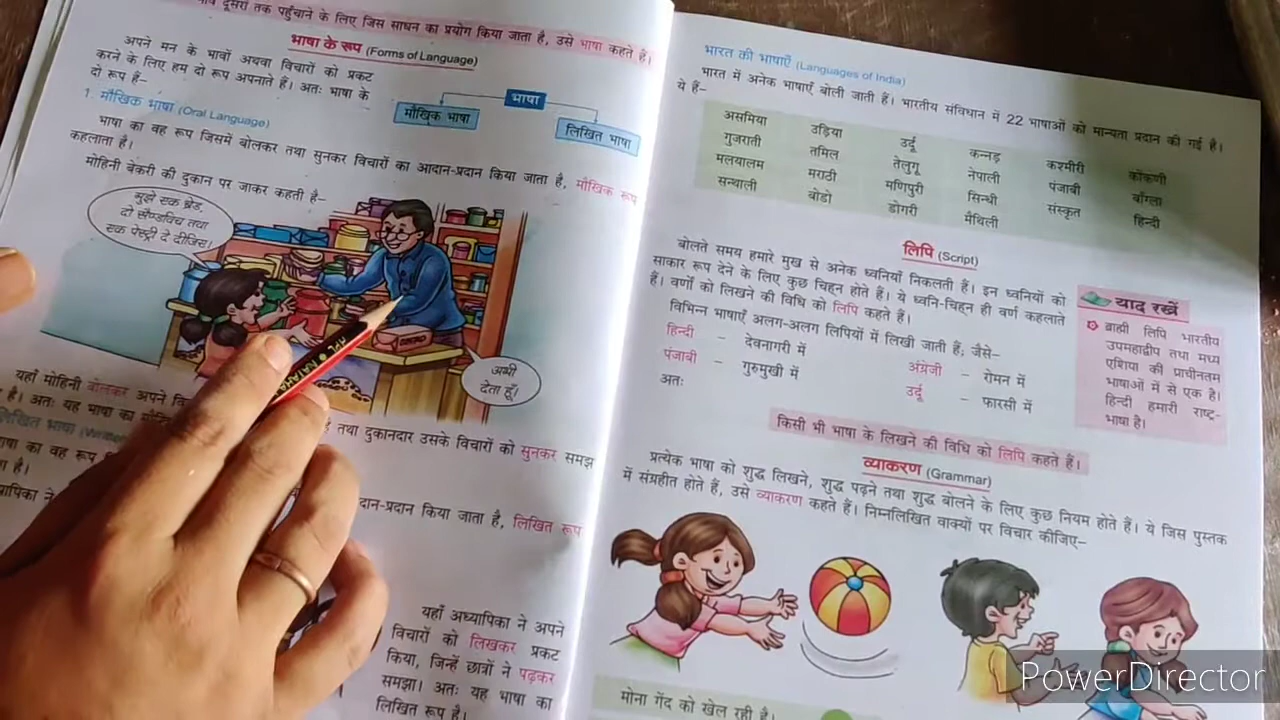 दूसरों तक पहुँचाने के लिए जिस साधन का प्रयोग किया जाता है, उसे भाषा कहते हैं।
भाषा के रूप (Forms of Language)
अपने मन के भावों अथवा विचारों को प्रकट
करने के लिए हम दो रूप अपनाते हैं। अतः भाषा के
दो रूप हैं–
भाषा
मौखिक भाषा
लिखित भाषा
1. मौखिक भाषा (Oral Language)
भाषा का वह रूप जिसमें बोलकर तथा सुनकर विचारों का आदान-प्रदान किया जाता है, मौखिक रूप
कहलाता है।
मोहिनी बेकरी की दुकान पर जाकर कहती है–
मुझे एक ब्रेड,
दो सैण्डविच तथा
एक पेस्ट्री दे दीजिए।
अभी
देता हूँ।
यहाँ मोहिनी बोलकर अपने
है। अतः यह भाषा का
तथा दुकानदार उसके विचारों को सुनकर समझ
लिखित भाषा
का वह रूप
है।
दान-प्रदान किया जाता है, लिखित रूप
यहाँ अध्यापिका ने अपने
विचारों को लिखकर प्रकट
किया, जिन्हें छात्रों ने पढ़कर
समझा। अतः यह भाषा का
लिखित रूप है।
भारत की भाषाएँ (Languages of India)
भारत में अनेक भाषाएँ बोली जाती हैं। भारतीय संविधान में 22 भाषाओं को मान्यता प्रदान की गई है।
ये हैं–
असमिया उड़िया उर्दू कन्नड़ कश्मीरी कोंकणी
गुजराती तमिल तेलुगू नेपाली पंजाबी बाँग्ला
मलयालम मराठी मणिपुरी सिन्धी संस्कृत हिन्दी
सन्थाली बोडो डोगरी मैथिली
लिपि (Script)
बोलते समय हमारे मुख से अनेक ध्वनियाँ निकलती हैं। इन ध्वनियों को
साकार रूप देने के लिए कुछ चिह्न होते हैं। ये ध्वनि-चिह्न ही वर्ण कहलाते
हैं। वर्णों को लिखने की विधि को लिपि कहते हैं।
विभिन्न भाषाएँ अलग-अलग लिपियों में लिखी जाती हैं; जैसे–
हिन्दी – देवनागरी में अंग्रेजी – रोमन में
पंजाबी – गुरुमुखी में उर्दू – फारसी में
अतः
याद रखें
ब्राह्मी लिपि भारतीय
उपमहाद्वीप तथा मध्य
एशिया की प्राचीनतम
भाषाओं में से एक है।
हिन्दी हमारी राष्ट्र-
भाषा है।
किसी भी भाषा के लिखने की विधि को लिपि कहते हैं।
व्याकरण (Grammar)
प्रत्येक भाषा को शुद्ध लिखने, शुद्ध पढ़ने तथा शुद्ध बोलने के लिए कुछ नियम होते हैं। ये जिस पुस्तक
में संग्रहीत होते हैं, उसे व्याकरण कहते हैं। निम्नलिखित वाक्यों पर विचार कीजिए–
मोना गेंद को खेल रही है।
PowerDirector